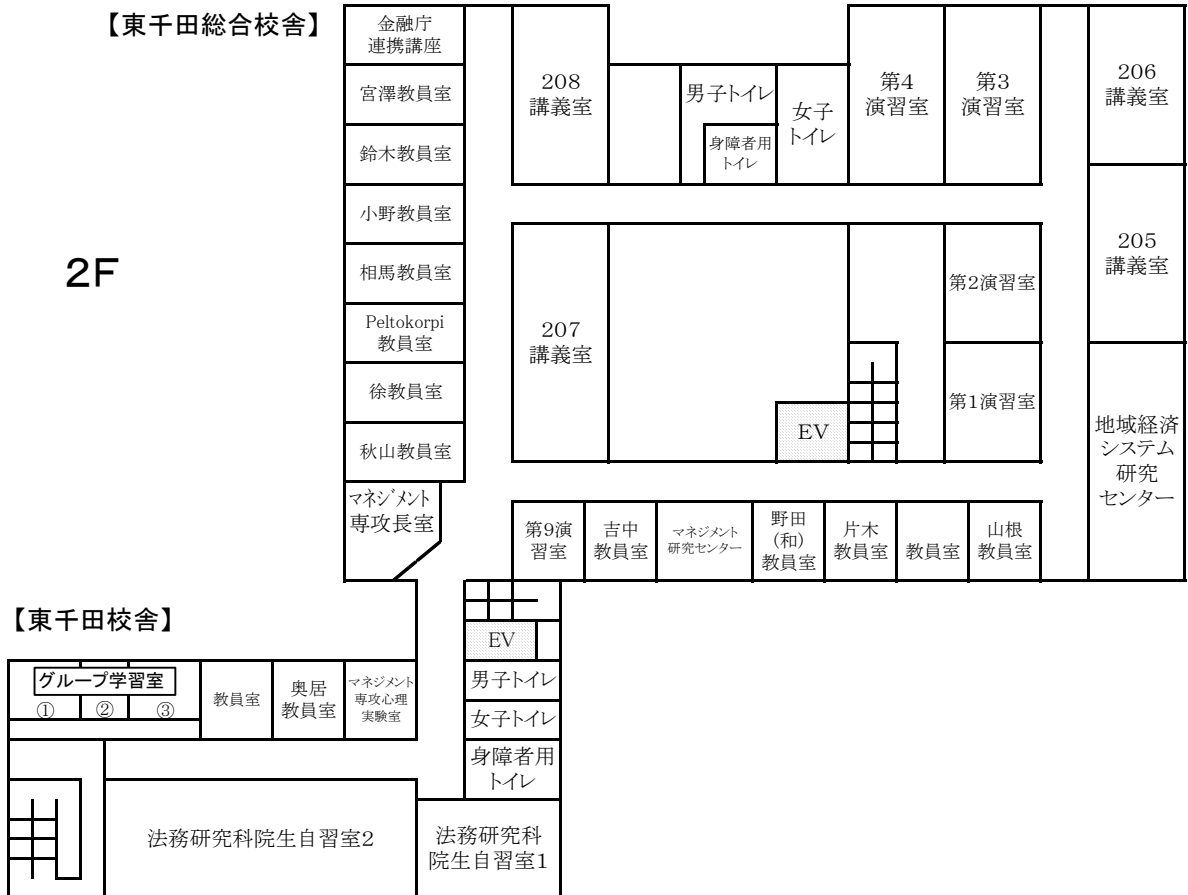 【東千田総合校舎】
2F
金融庁
連携講座
宮澤教員室
鈴木教員室
小野教員室
相馬教員室
Peltokorpi
教員室
徐教員室
秋山教員室
マネジメント
専攻長室
208
講義室
男子トイレ
身障者用
トイレ
女子
トイレ
第4
演習室
第3
演習室
206
講義室
205
講義室
207
講義室
EV
第2演習室
第1演習室
地域経済
システム
研究
センター
第9演
習室
吉中
教員室
マネジメント
研究センター
野田
(和)
教員室
片木
教員室
教員室
山根
教員室
【東千田校舎】
グループ学習室
①
②
③
教員室
奥居
教員室
マネジメント
専攻心理
実験室
EV
男子トイレ
女子トイレ
身障者用
トイレ
法務研究科院生自習室2
法務研究科
院生自習室1